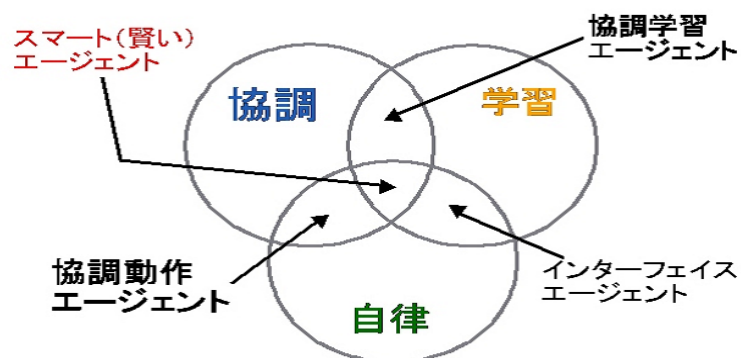 スマート(賢い)
エージェント
協調学習
エージェント
協調
学習
協調動作
エージェント
インターフェイス
エージェント
自律